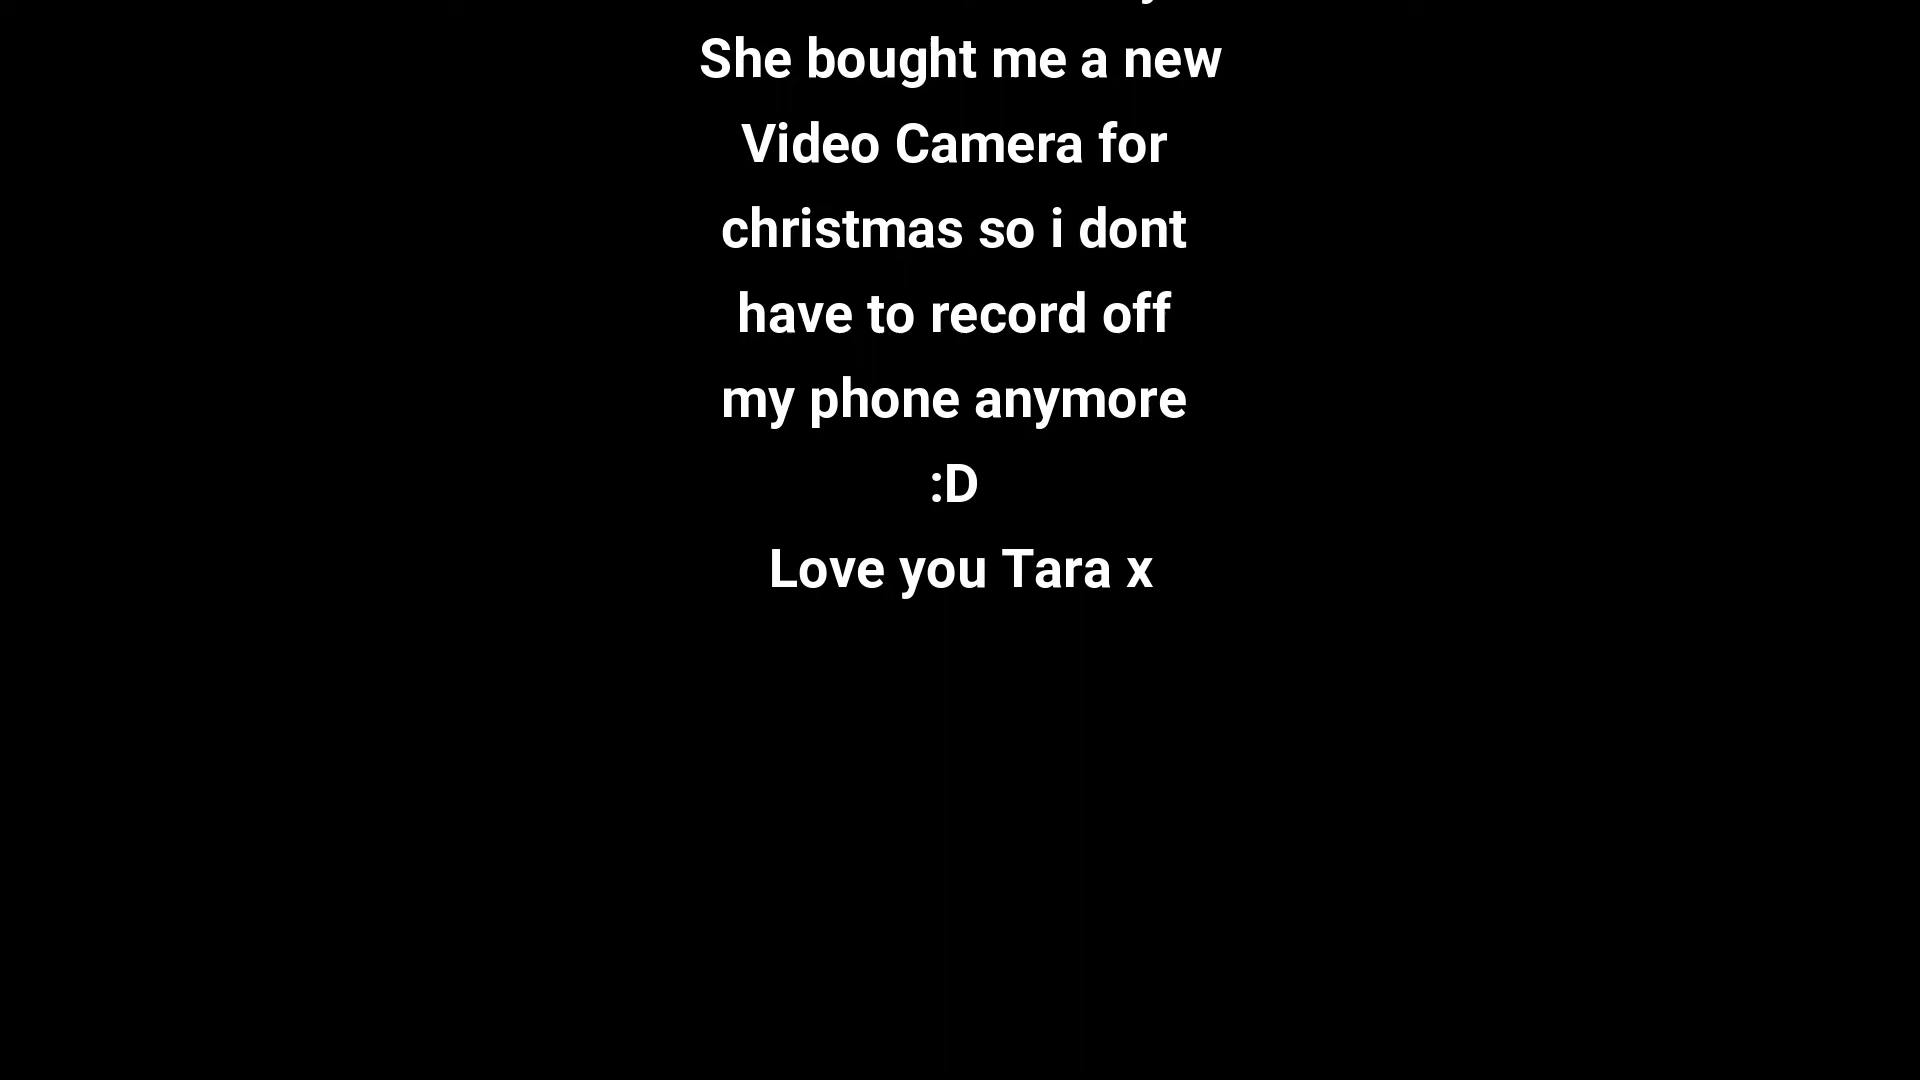 She bought me a new
Video Camera for
christmas so i dont
have to record off
my phone anymore
:D
Love you Tara x